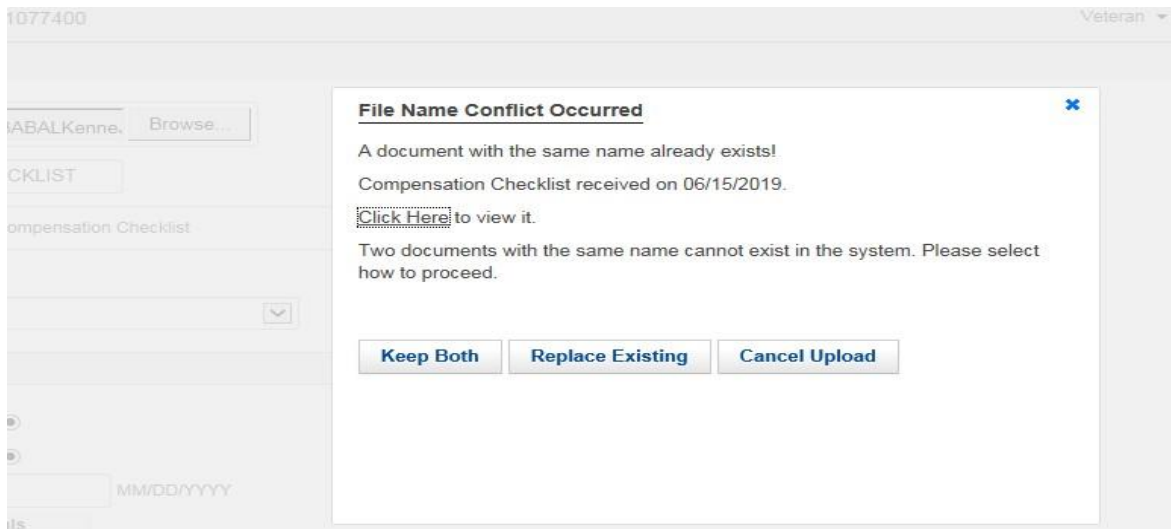 1077400
Veteran
BABALKenne
Browse...
CKLIST
ompensation Checklist
MM/DD/YYYY
als
File Name Conflict Occurred
A document with the same name already exists!
Compensation Checklist received on 06/15/2019.
Click Here to view it.
Two documents with the same name cannot exist in the system. Please select
how to proceed.
Keep Both Replace Existing Cancel Upload